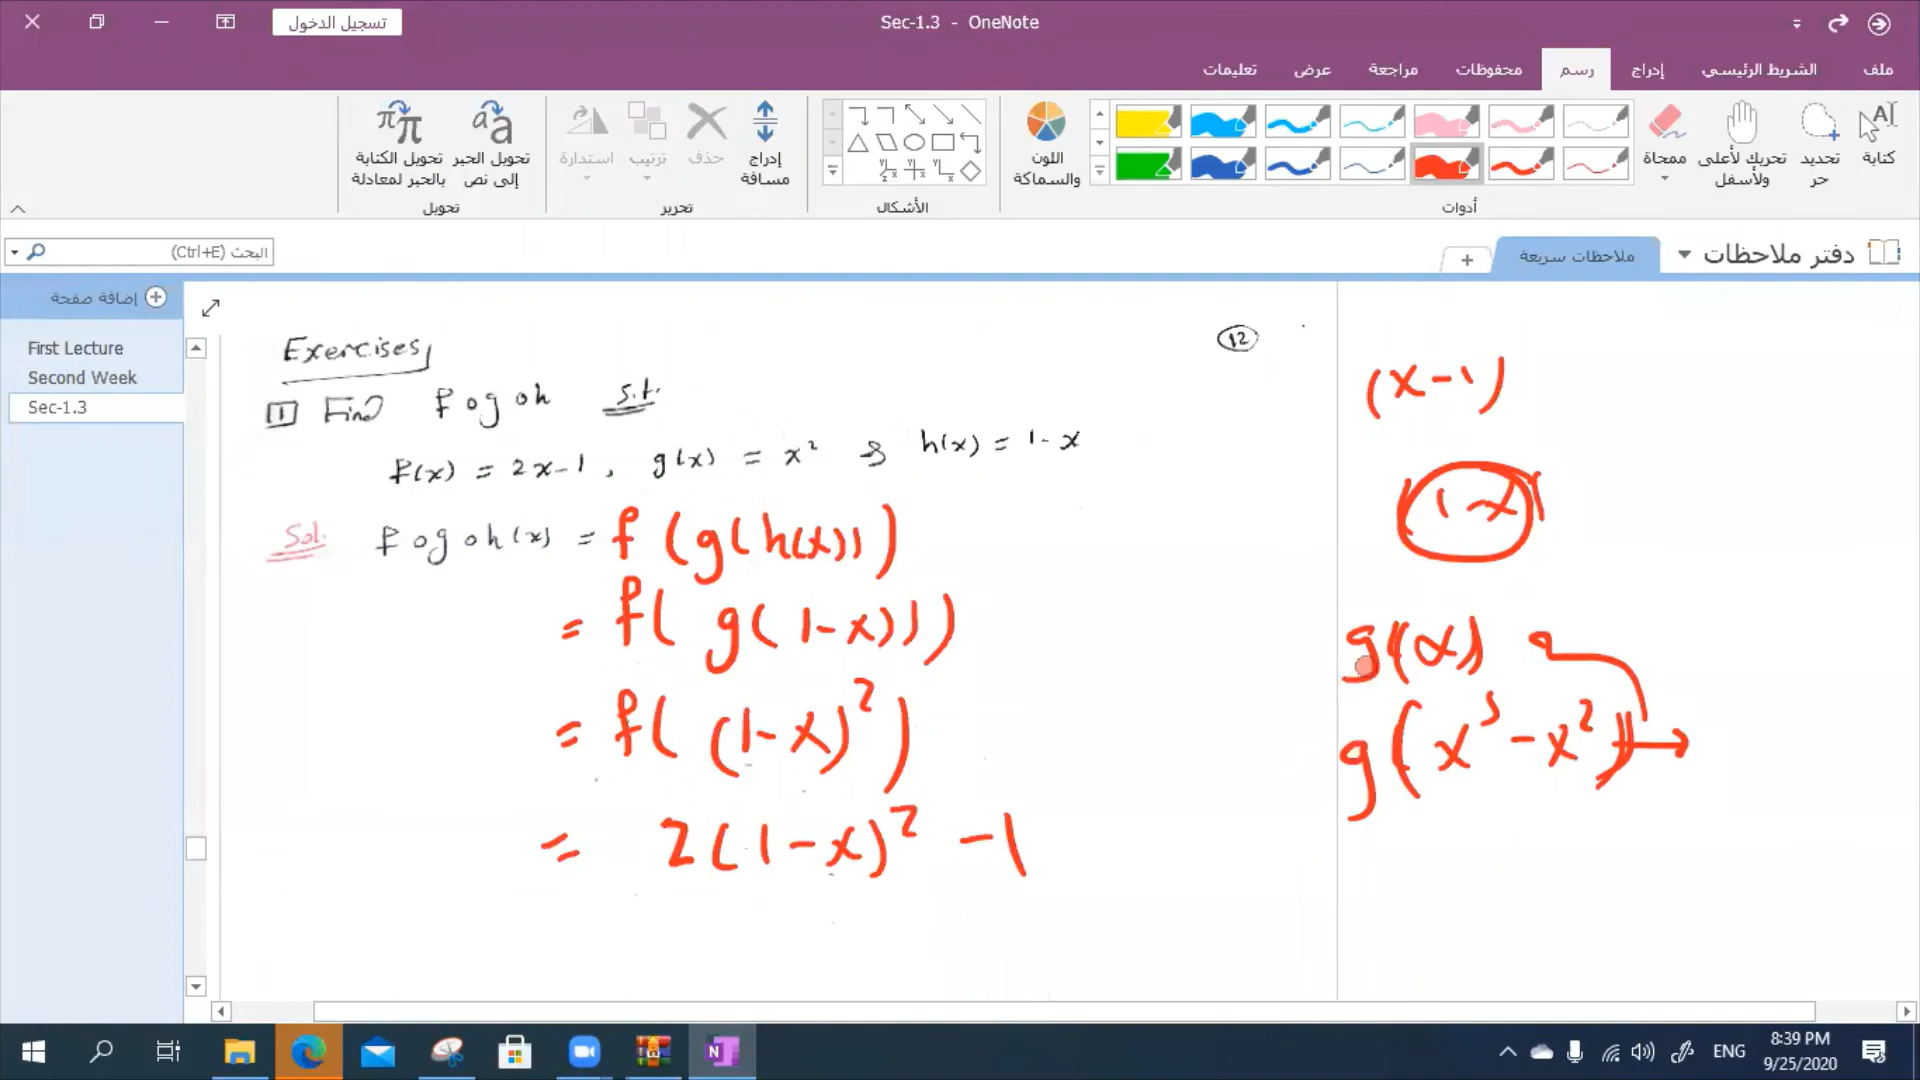 تسجيل الدخول
Sec-1.3 - OneNote
ملف
الشريط الرئيسي
إدراج
رسم
محفوظات
مراجعة
عرض
تعليمات
كتابة
تحديد حر
تحريك لأعلى ولأسفل
ممحاة
أدوات
اللون والسماكة
الأشكال
إدراج مسافة
حذف
ترتيب
استدارة
تحرير
تحويل الحبر إلى نص
تحويل الكتابة بالحبر لمعادلة
تحويل
دفتر ملاحظات
ملاحظات سريعة
البحث (Ctrl+E)
إضافة صفحة
First Lecture
Second Week
Sec-1.3
Exercises
12
1 Find fogoh s.t.
f(x) = 2x-1, g(x) = x² & h(x) = 1-x
Sol. fogoh(x) = f(g(h(x)))
= f( g(1-x))
= f( (1-x)²)
= 2(1-x)² -1
(x-1)
(1-x)
g(x)
g(x³-x²)
ENG
8:39 PM
9/25/2020